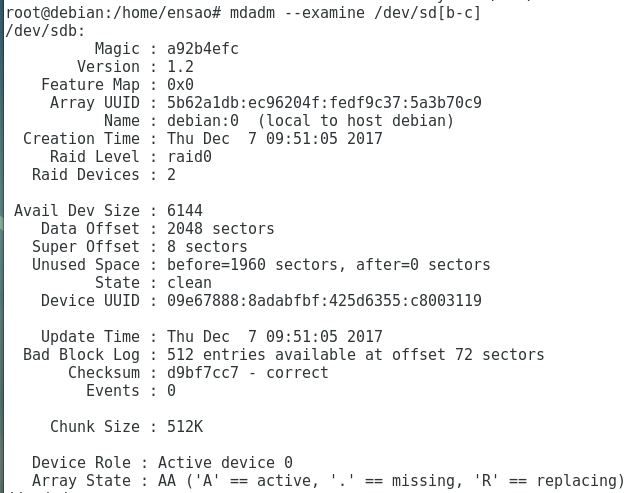 root@debian:/home/ensao# mdadm --examine /dev/sd[b-c]
/dev/sdb:
          Magic : a92b4efc
        Version : 1.2
    Feature Map : 0x0
     Array UUID : 5b62a1db:ec96204f:fedf9c37:5a3b70c9
           Name : debian:0  (local to host debian)
  Creation Time : Thu Dec  7 09:51:05 2017
     Raid Level : raid0
   Raid Devices : 2

 Avail Dev Size : 6144
    Data Offset : 2048 sectors
   Super Offset : 8 sectors
   Unused Space : before=1960 sectors, after=0 sectors
          State : clean
    Device UUID : 09e67888:8adabfbf:425d6355:c8003119

    Update Time : Thu Dec  7 09:51:05 2017
  Bad Block Log : 512 entries available at offset 72 sectors
       Checksum : d9bf7cc7 - correct
         Events : 0

     Chunk Size : 512K

   Device Role : Active device 0
   Array State : AA ('A' == active, '.' == missing, 'R' == replacing)